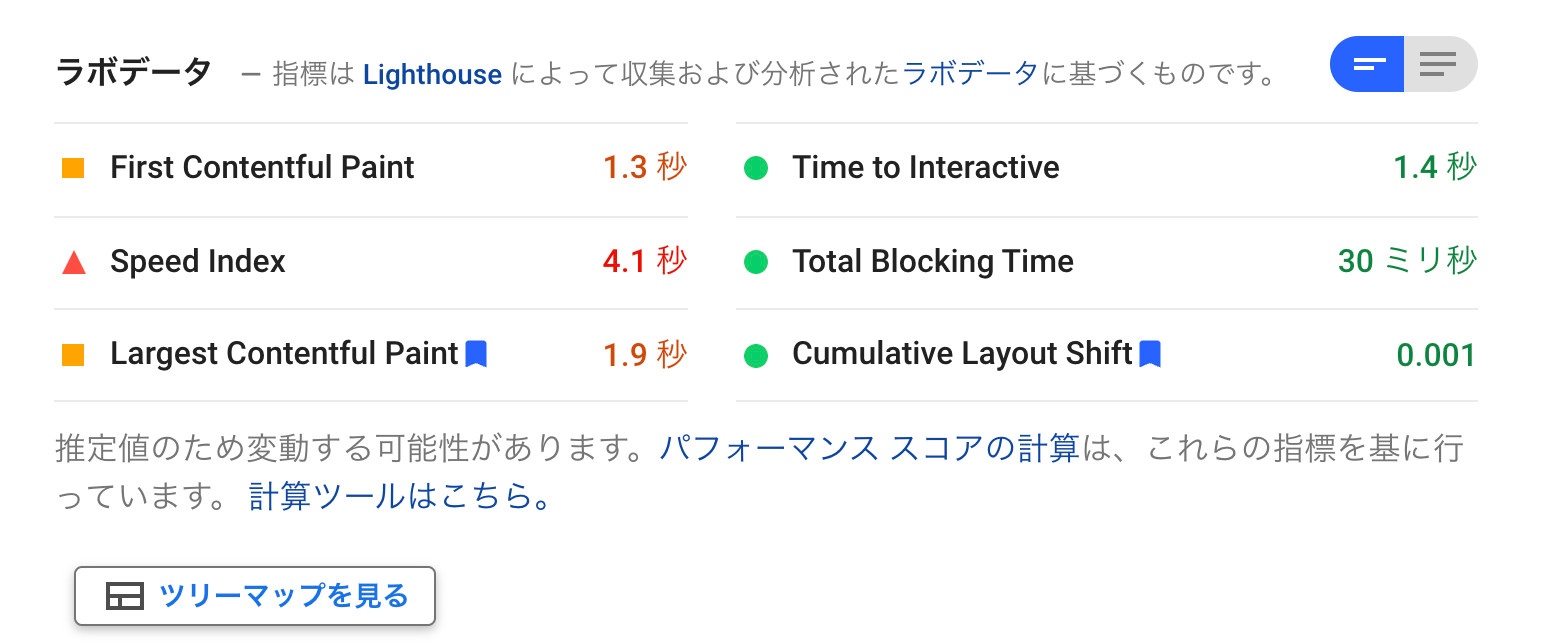 ラボデータ — 指標は Lighthouse によって収集および分析されたラボデータに基づくものです。
First Contentful Paint 1.3 秒
Time to Interactive 1.4 秒
Speed Index 4.1 秒
Total Blocking Time 30 ミリ秒
Largest Contentful Paint 1.9 秒
Cumulative Layout Shift 0.001
推定値のため変動する可能性があります。パフォーマンス スコアの計算は、これらの指標を基に行
っています。 計算ツールはこちら。
ツリーマップを見る